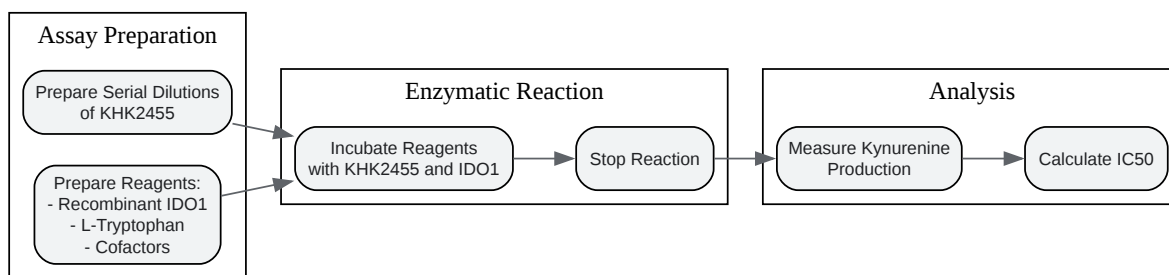 Assay Preparation
Prepare Serial Dilutions
of KHK2455
Prepare Reagents:
- Recombinant IDO1
- L-Tryptophan
- Cofactors
Enzymatic Reaction
Incubate Reagents
with KHK2455 and IDO1
Stop Reaction
Analysis
Measure Kynurenine
Production
Calculate IC50